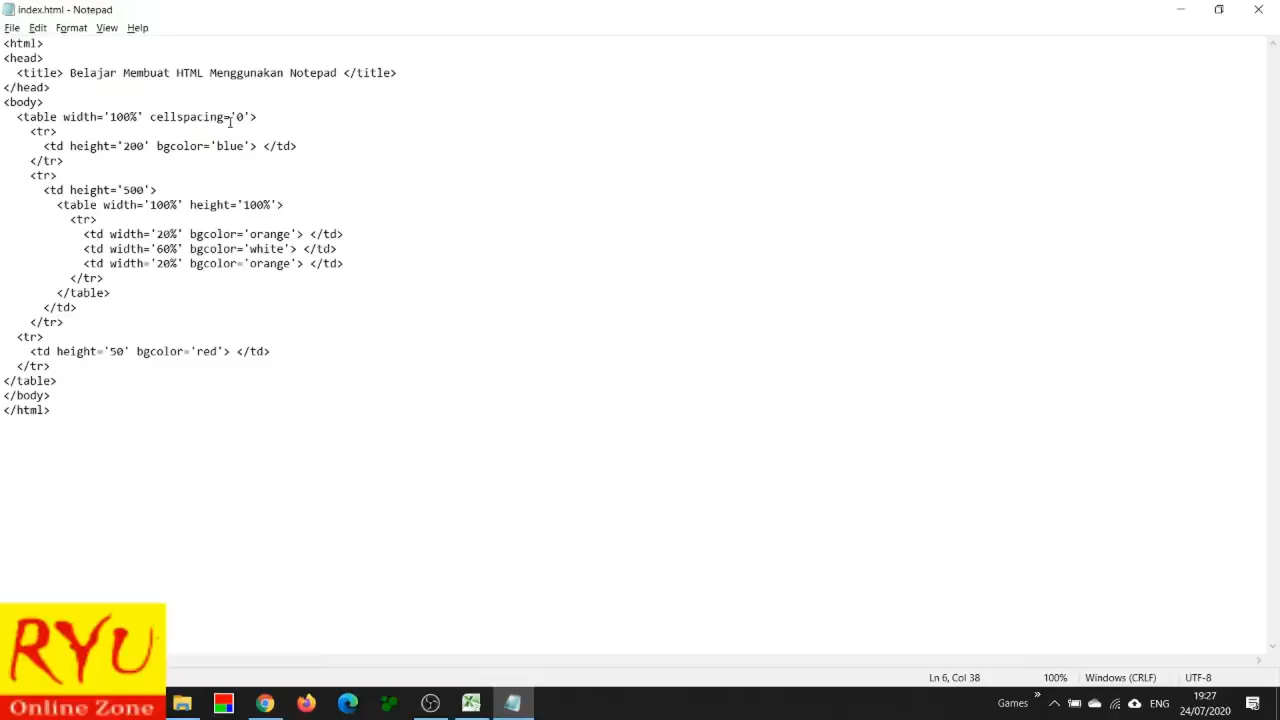 index.html - Notepad
File Edit Format View Help
<html>
<head>
<title> Belajar Membuat HTML Menggunakan Notepad </title>
</head>
<body>
<table width='100%' cellspacing='0'>
<tr>
<td height='200' bgcolor='blue'> </td>
</tr>
<tr>
<td height='500'>
<table width='100%' height='100%'>
<tr>
<td width='20%' bgcolor='orange'> </td>
<td width='60%' bgcolor='white'> </td>
<td width='20%' bgcolor='orange'> </td>
</tr>
</table>
</td>
</tr>
<tr>
<td height='50' bgcolor='red'> </td>
</tr>
</table>
</body>
</html>
Ln 6, Col 38 100% Windows (CRLF) UTF-8
RYU
Online Zone
Games ENG 19:27
24/07/2020